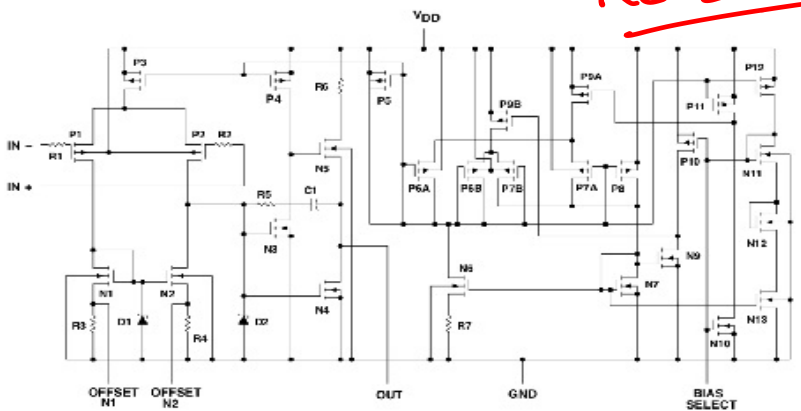 VDD
P3
P4
R6
P5
P9A
P12
P9B
P11
IN –
P1
P2
R2
R1
N5
P10
IN +
P6A
P6B
P7B
P7A
P8
N11
R5
C1
N3
N12
N9
N6
N1
N2
N4
N7
N13
R3
D1
R4
D2
R7
N10
OFFSET N1
OFFSET N2
OUT
GND
BIAS SELECT